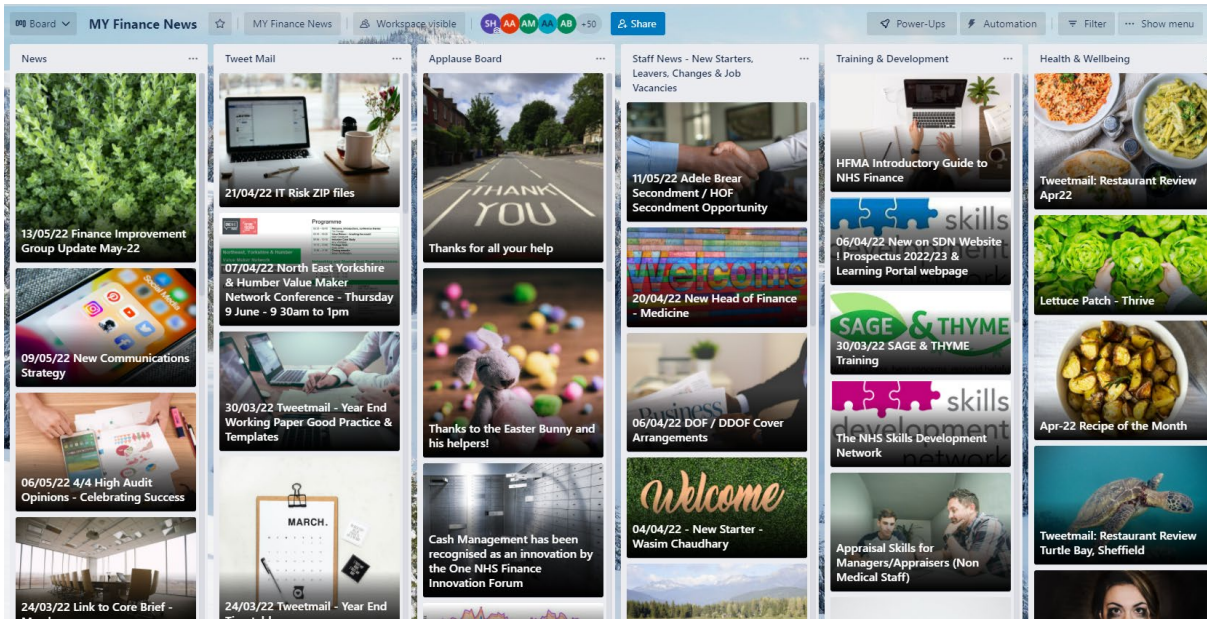 Board
MY Finance News
MY Finance News
Workspace visible
SH AA AM AA AB +50
Share
Power-Ups
Automation
Filter
Show menu
News
13/05/22 Finance Improvement
Group Update May-22
Social Media
09/05/22 New Communications
Strategy
06/05/22 4/4 High Audit
Opinions - Celebrating Success
24/03/22 Link to Core Brief -
Tweet Mail
21/04/22 IT Risk ZIP files
Programme
07/04/22 North East Yorkshire
& Humber Value Maker
Network Conference - Thursday
9 June - 9 30am to 1pm
30/03/22 Tweetmail - Year End
Working Paper Good Practice &
Templates
MARCH.
24/03/22 Tweetmail - Year End
Applause Board
THANK
YOU
Thanks for all your help
Thanks to the Easter Bunny and
his helpers!
Cash Management has been
recognised as an innovation by
the One NHS Finance
Innovation Forum
Staff News - New Starters,
Leavers, Changes & Job
Vacancies
11/05/22 Adele Brear
Secondment / HOF
Secondment Opportunity
Welcome
20/04/22 New Head of Finance
- Medicine
Business
06/04/22 DOF / DDOF Cover
Arrangements
Welcome
04/04/22 - New Starter -
Wasim Chaudhary
Training & Development
HFMA Introductory Guide to
NHS Finance
skills
development
network
06/04/22 New on SDN Website
! Prospectus 2022/23 &
Learning Portal webpage
SAGE & THYME
30/03/22 SAGE & THYME
Training
skills
development
network
The NHS Skills Development
Network
Appraisal Skills for
Managers/Appraisers (Non
Medical Staff)
Health & Wellbeing
Tweetmail: Restaurant Review
Apr22
Lettuce Patch - Thrive
Apr-22 Recipe of the Month
Tweetmail: Restaurant Review
Turtle Bay, Sheffield